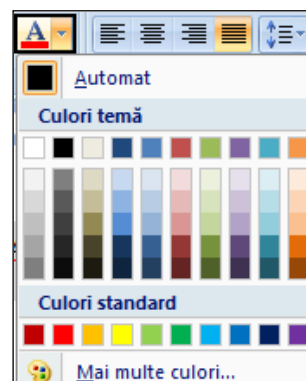 A
Automat
Culori temă
Culori standard
Mai multe culori...